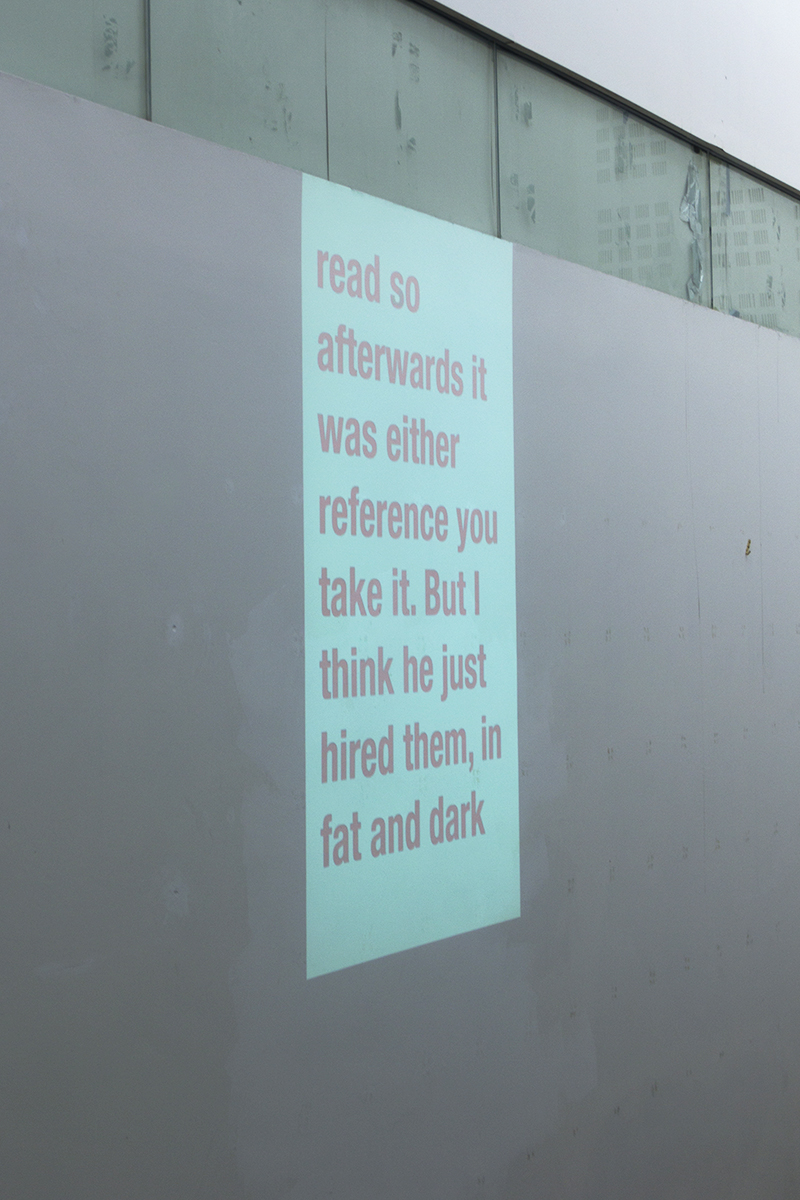 read so
afterwards it
was either
reference you
take it. But I
think he just
hired them, in
fat and dark